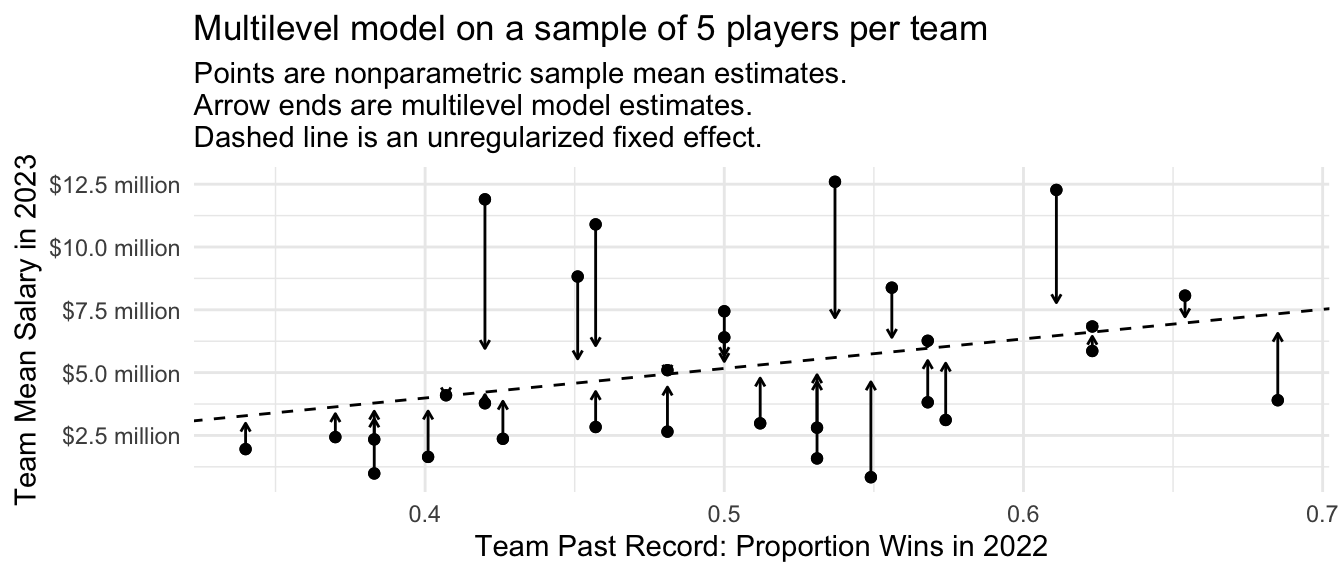 Multilevel model on a sample of 5 players per team
Points are nonparametric sample mean estimates.
Arrow ends are multilevel model estimates.
Dashed line is an unregularized fixed effect.
Team Mean Salary in 2023
$12.5 million
$10.0 million
$7.5 million
$5.0 million
$2.5 million
0.4
0.5
0.6
0.7
Team Past Record: Proportion Wins in 2022